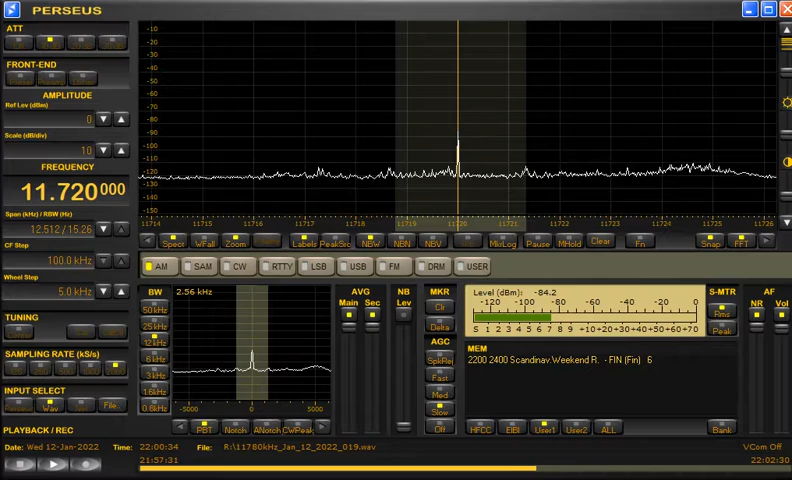 PERSEUS
ATT
FRONT-END
AMPLITUDE
Ref Lev (dBm)
0
Scale (dB/div)
10
FREQUENCY
11.720000
Span (kHz) / RBW (Hz)
12.512 / 15.26
CF Step
100.0 kHz
Wheel Step
5.0 kHz
TUNING
SAMPLING RATE (kS/s)
INPUT SELECT
Wav
File..
PLAYBACK / REC
-10
-20
-30
-40
-50
-60
-70
-80
-90
-100
-110
-120
-130
-150
11714 11715 11716 11717 11718 11719 11720 11721 11722 11723 11724 11725 11726
Spect WFall Zoom Labels PeakSrc NBW NBN NBV MkrLog Pause MHold Clear Fn Snap FFT
AM SAM CW RTTY LSB USB FM DRM USER
BW
50 kHz
25 kHz
12 kHz
6 kHz
3 kHz
1.6kHz
0.8kHz
2.56 kHz
-5000 0 5000
PBT Notch ANotch CWPeak
AVG
Main Sec
NB
Lev
MKR
Clr
Delta
AGC
SpkRej
Fast
Med
Slow
Off
Level (dBm): -84.2
-120 -100 -80 -60 -40 -20 0
S 1 2 3 4 5 6 7 8 9 +10 +20 +30 +40 +50 +60 +70
S-MTR
Rms
Peak
AF
NR Vol
MEM
2200 2400 Scandinav.Weekend R. - FIN (Fin) 6
HFCC EIBI User1 User2 ALL Bank
Date: Wed 12-Jan-2022 Time: 22:00:34 File: R:\11780kHz_Jan_12_2022_019.wav VCom Off
21:57:31 22:02:30